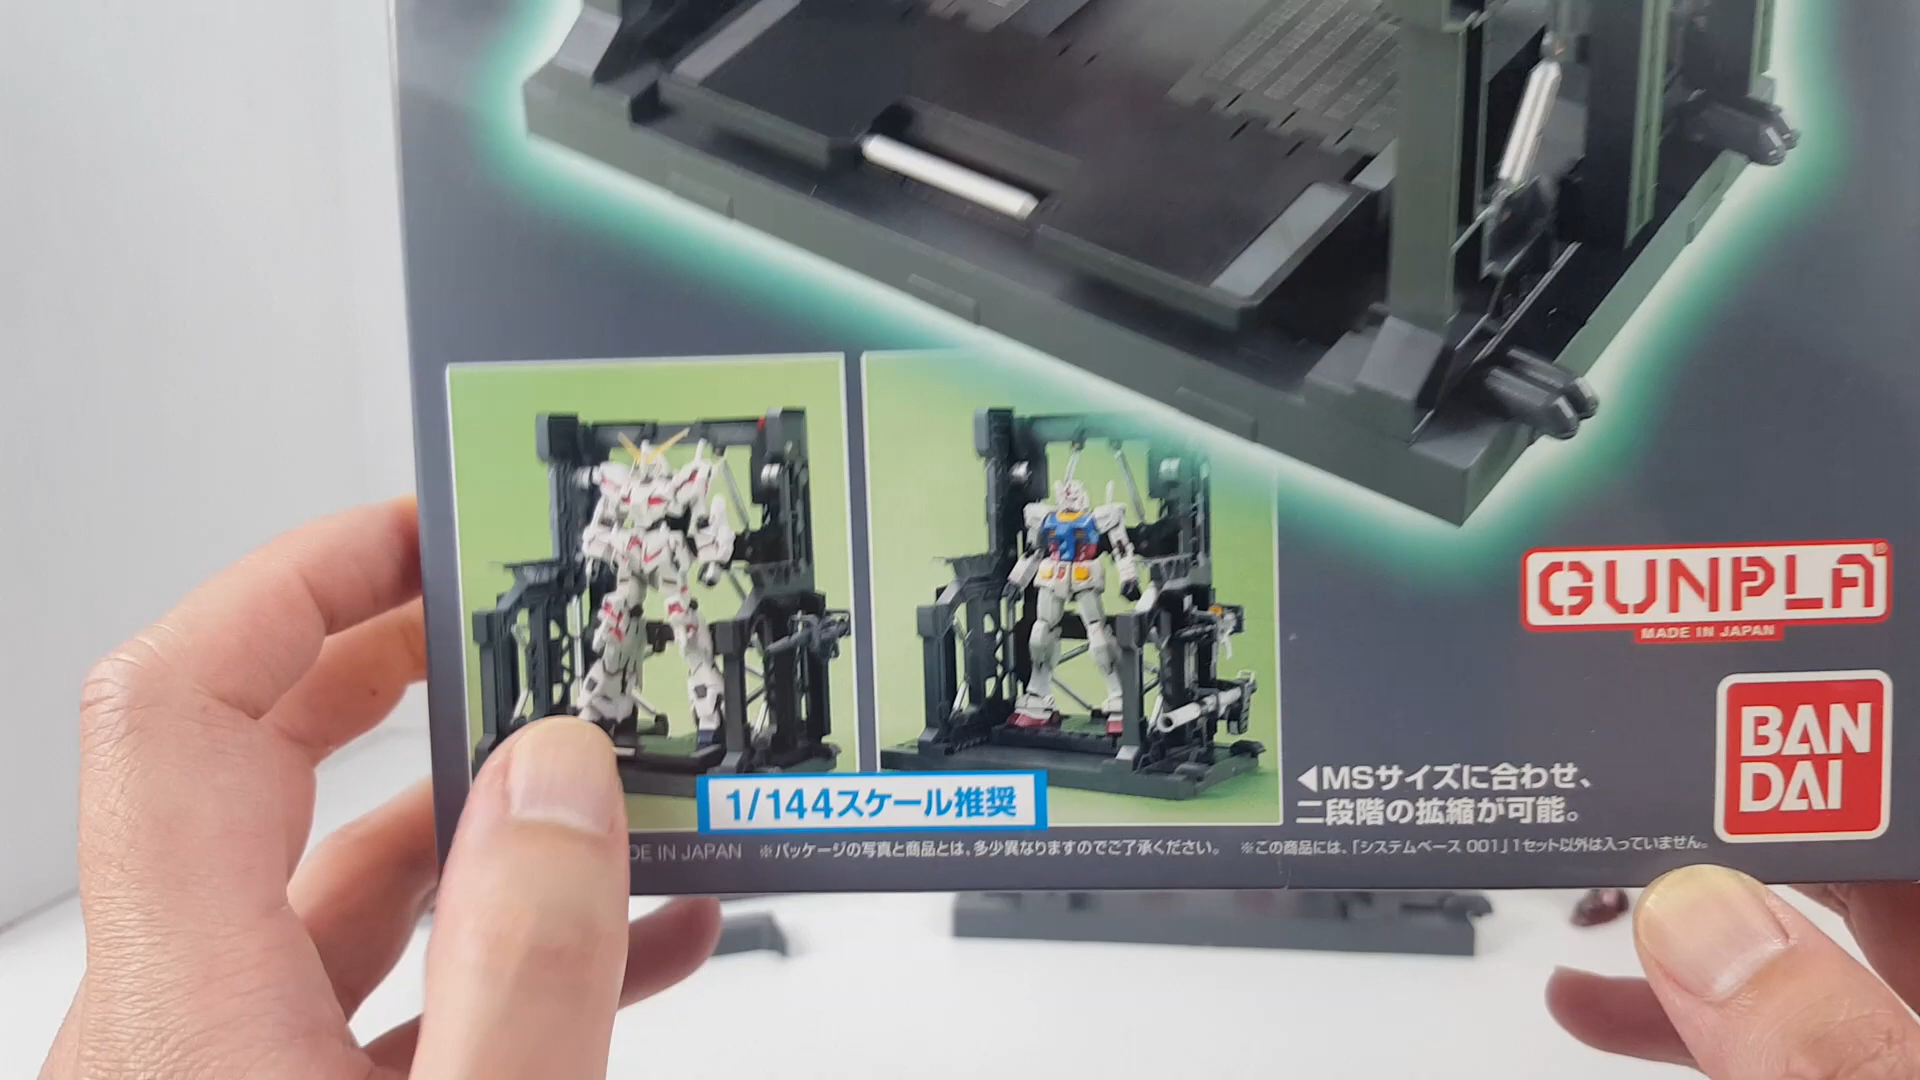 GUNPLA
MADE IN JAPAN
BAN
DAI
◀MSサイズに合わせ、
二段階の拡縮が可能。
1/144スケール推奨
DE IN JAPAN ※パッケージの写真と商品とは、多少異なりますのでご了承ください。 ※この商品には、「システムベース 001」1セット以外は入っていません。